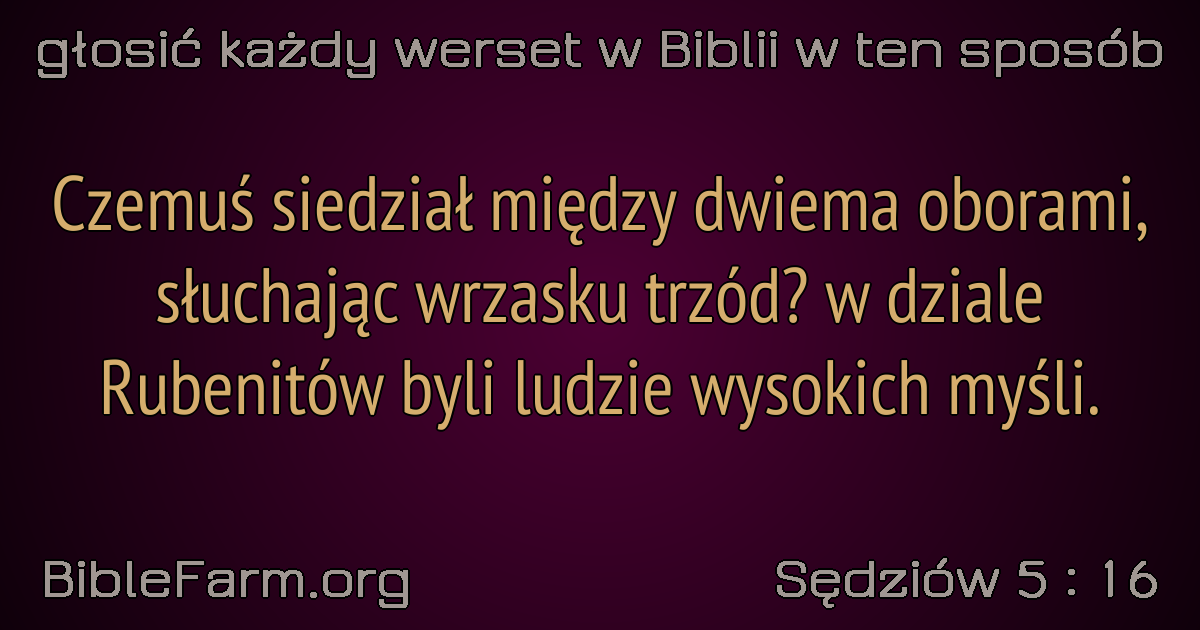 głosić każdy werset w Biblii w ten sposób
Czemuś siedział między dwiema oborami,
słuchając wrzasku trzód? w dziale
Rubenitów byli ludzie wysokich myśli.
BibleFarm.org
Sędziów 5 : 16